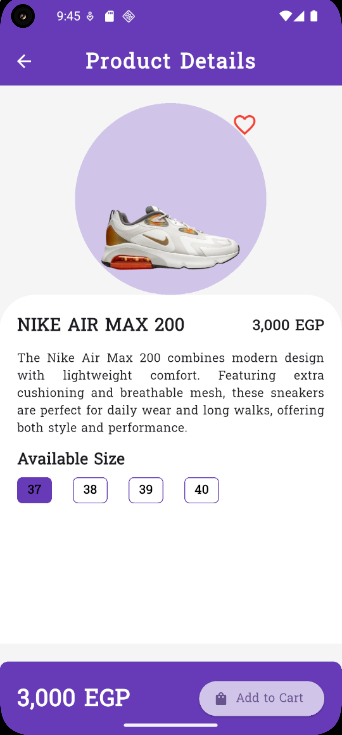 9:45
Product Details
NIKE AIR MAX 200
3,000 EGP
The Nike Air Max 200 combines modern design
with lightweight comfort. Featuring extra
cushioning and breathable mesh, these sneakers
are perfect for daily wear and long walks, offering
both style and performance.
Available Size
37 38 39 40
3,000 EGP
Add to Cart